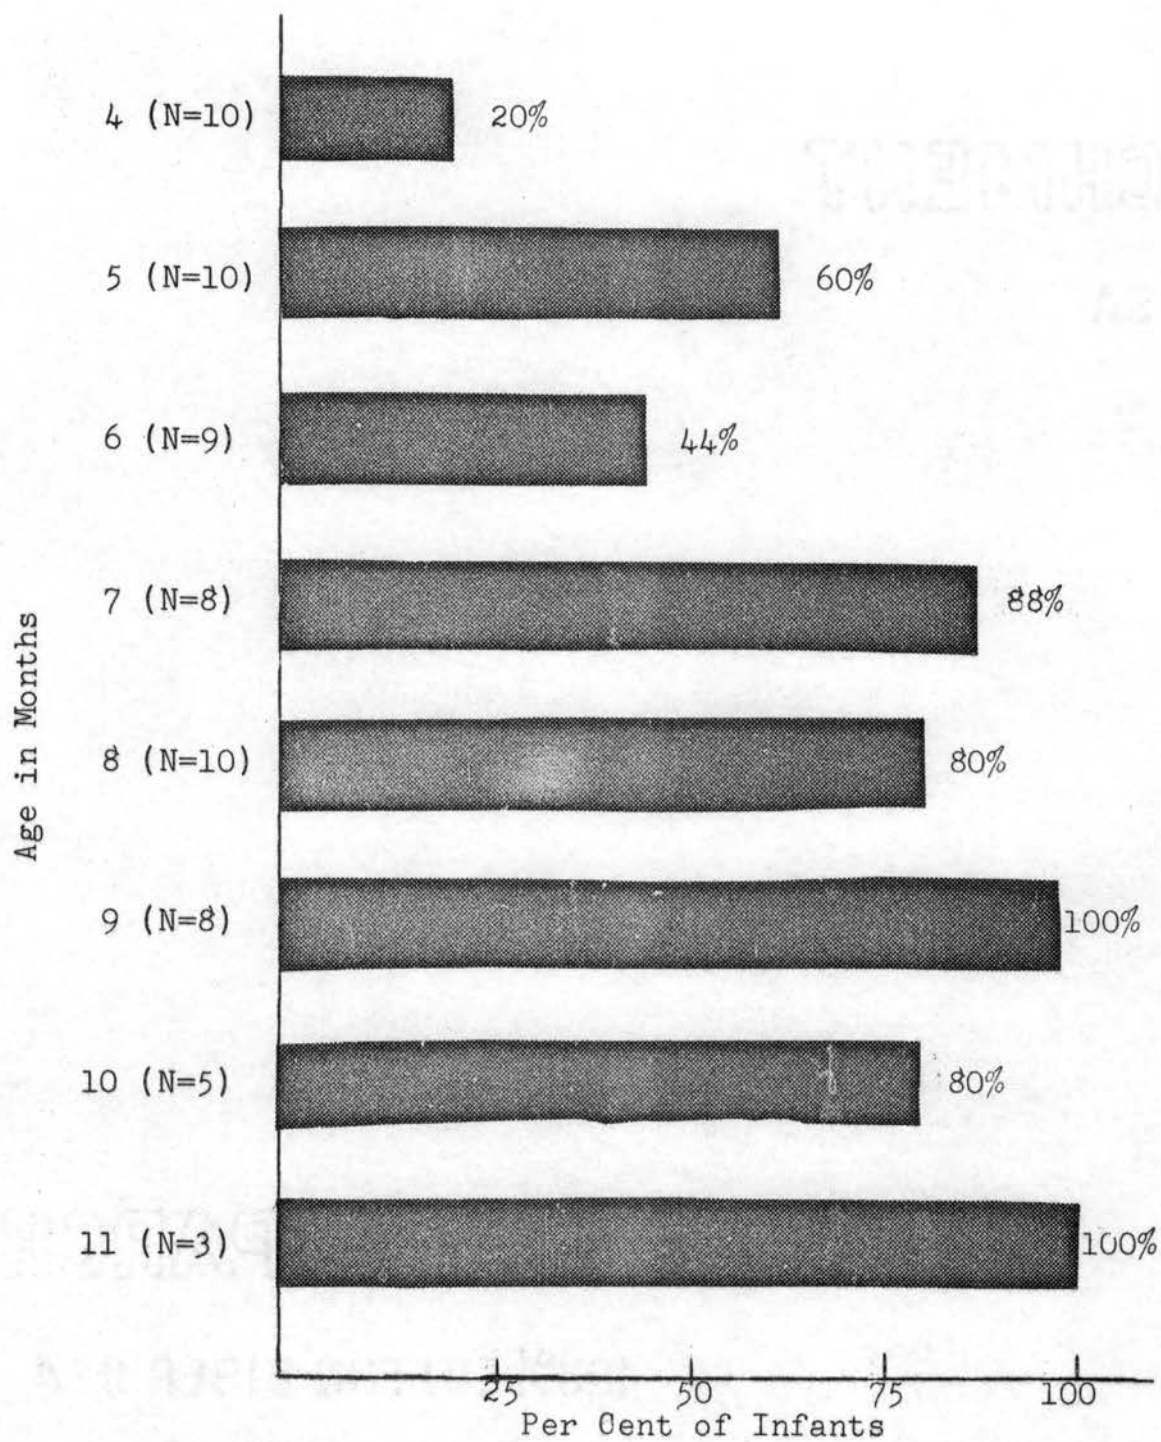 4 (N=10) 20%
5 (N=10) 60%
6 (N=9) 44%
7 (N=8) 88%
8 (N=10) 80%
9 (N=8) 100%
10 (N=5) 80%
11 (N=3) 100%
Age in Months
25 50 75 100
Per Cent of Infants